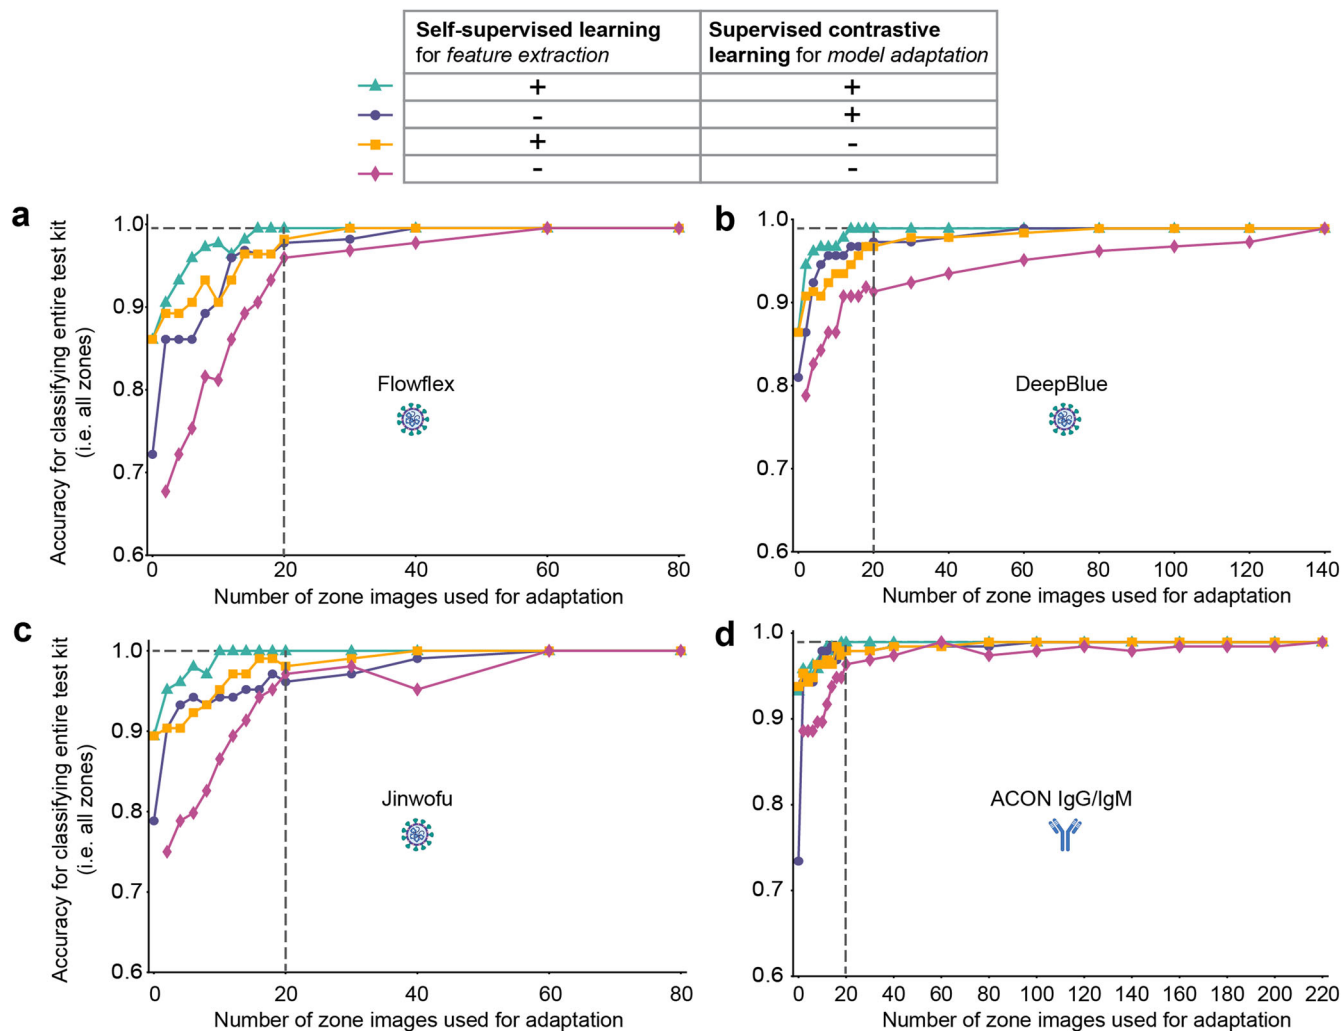 Self-supervised learning
for feature extraction
Supervised contrastive
learning for model adaptation
+ +
- +
+ -
- -
a
Accuracy for classifying entire test kit
(i.e. all zones)
1.0
0.9
0.8
0.7
0.6
Flowflex
0 20 40 60 80
Number of zone images used for adaptation
b
1.0
0.9
0.8
0.7
0.6
DeepBlue
0 20 40 60 80 100 120 140
Number of zone images used for adaptation
c
Accuracy for classifying entire test kit
(i.e. all zones)
1.0
0.9
0.8
0.7
0.6
Jinwofu
0 20 40 60 80
Number of zone images used for adaptation
d
1.0
0.9
0.8
0.7
0.6
ACON IgG/IgM
0 20 40 60 80 100 120 140 160 180 200 220
Number of zone images used for adaptation